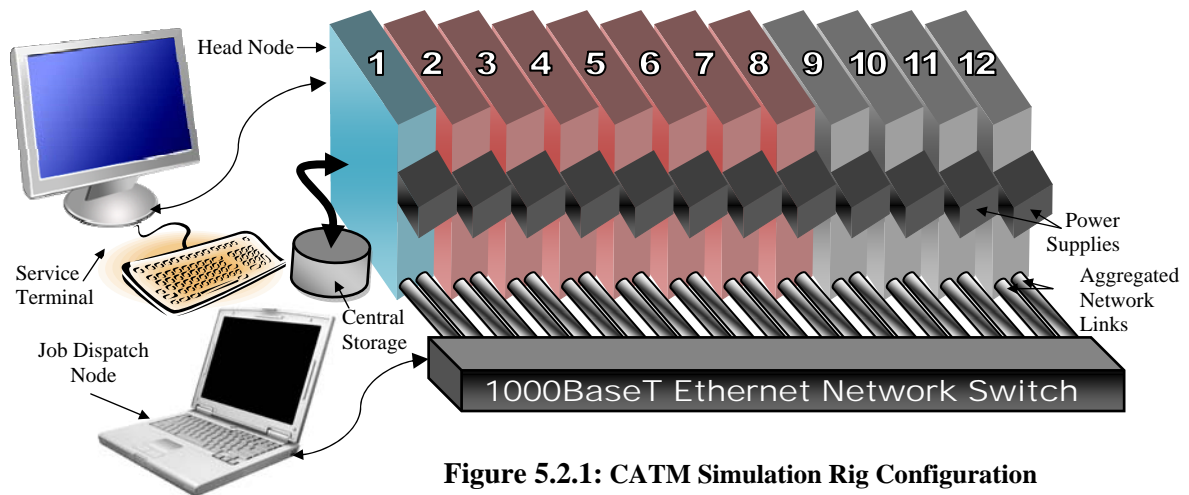 Head Node
1 2 3 4 5 6 7 8 9 10 11 12
Power
Supplies
Service
Terminal
Aggregated
Network
Links
Central
Storage
Job Dispatch
Node
1000BaseT Ethernet Network Switch
Figure 5.2.1: CATM Simulation Rig Configuration